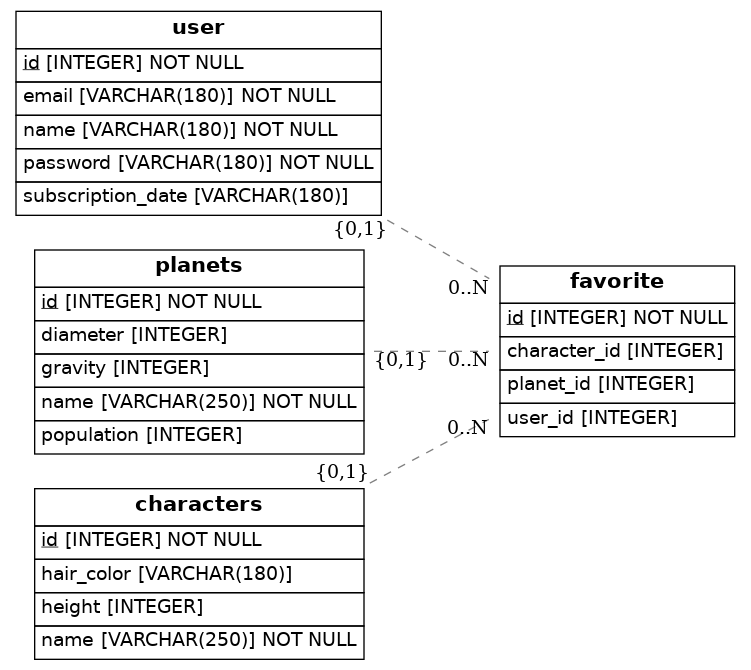 user
id [INTEGER] NOT NULL
email [VARCHAR(180)] NOT NULL
name [VARCHAR(180)] NOT NULL
password [VARCHAR(180)] NOT NULL
subscription_date [VARCHAR(180)]
{0,1}
0..N
planets
id [INTEGER] NOT NULL
diameter [INTEGER]
gravity [INTEGER]
name [VARCHAR(250)] NOT NULL
population [INTEGER]
{0,1}
0..N
favorite
id [INTEGER] NOT NULL
character_id [INTEGER]
planet_id [INTEGER]
user_id [INTEGER]
0..N
{0,1}
characters
id [INTEGER] NOT NULL
hair_color [VARCHAR(180)]
height [INTEGER]
name [VARCHAR(250)] NOT NULL